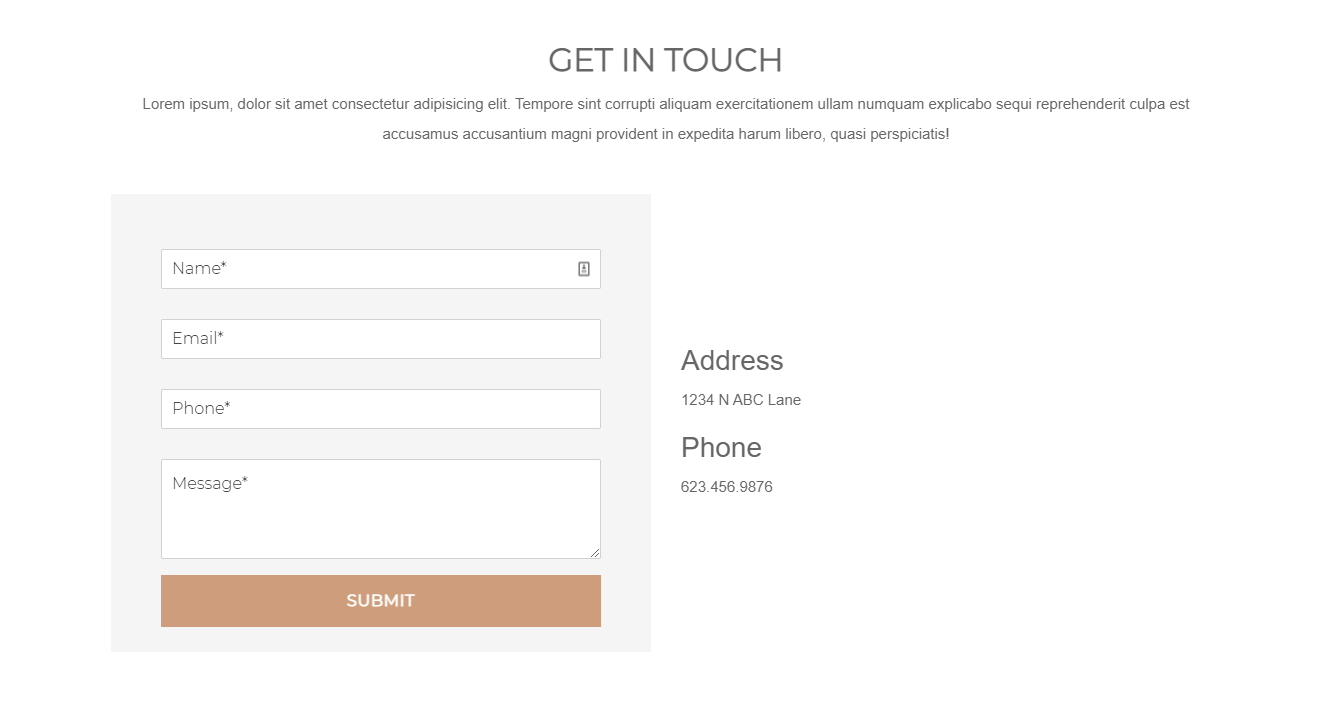 GET IN TOUCH
Lorem ipsum, dolor sit amet consectetur adipisicing elit. Tempore sint corrupti aliquam exercitationem ullam numquam explicabo sequi reprehenderit culpa est
accusamus accusantium magni provident in expedita harum libero, quasi perspiciatis!
Name*
Email*
Phone*
Message*
SUBMIT
Address
1234 N ABC Lane
Phone
623.456.9876